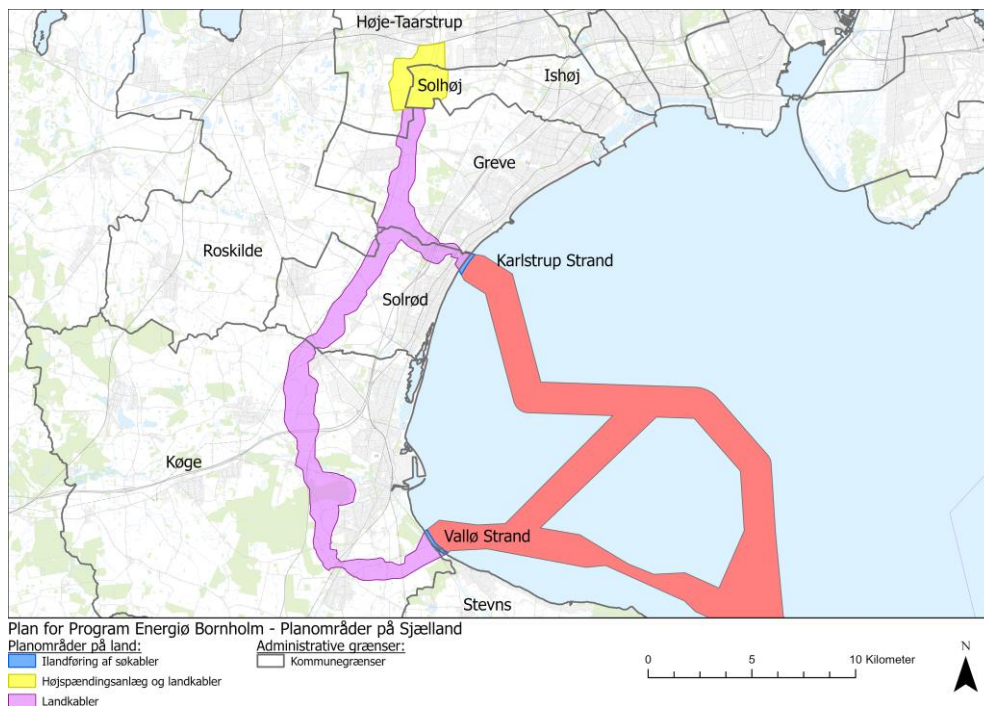 Høje-Taarstrup
Solhøj
Ishøj
Greve
Roskilde
Karlstrup Strand
Solrød
Køge
Vallø Strand
Stevns
Plan for Program Energiø Bornholm - Planområder på Sjælland
Planområder på land:
Ilandføring af søkabler
Højspændingsanlæg og landkabler
Landkabler
Administrative grænser:
Kommunegrænser
0 5 10 Kilometer
N